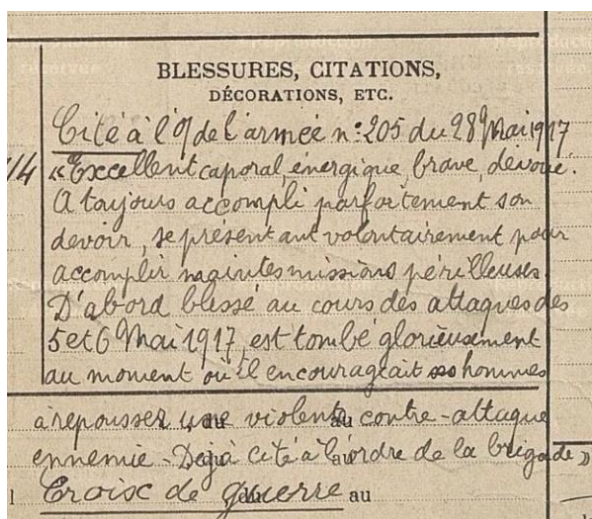 BLESSURES, CITATIONS,
DÉCORATIONS, ETC.
Cité à l'O/ de l'armée n: 205 du 28 Mai 1917
"Excellent caporal, énergique, brave, dévoué.
A toujours accompli parfaitement son
devoir, se présentant volontairement pour
accomplir maintes missions périlleuses.
D'abord blessé au cours des attaques des
5 et 6 Mai 1917, est tombé glorieusement
au moment où il encourageait ses hommes
à repousser une violente contre-attaque
ennemie - Déjà cité à l'ordre de la brigade »
Croix de guerre au